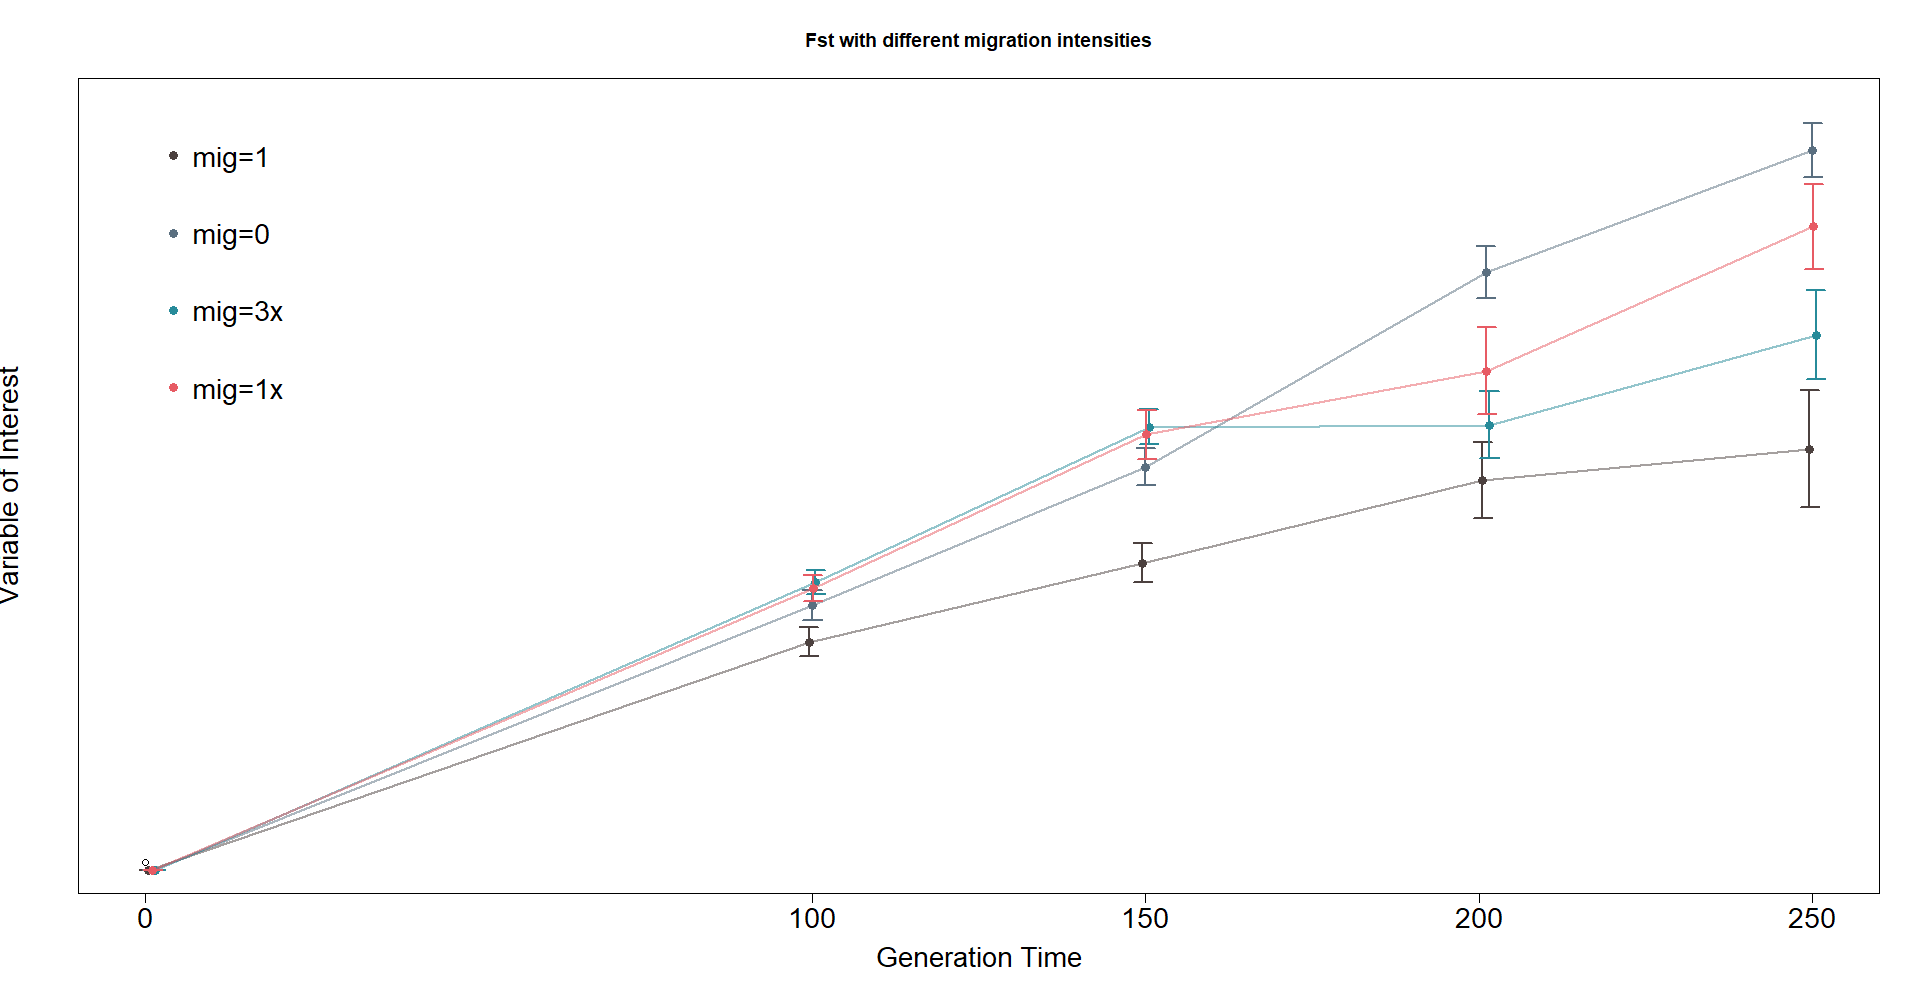 Fst with different migration intensities
mig=1
mig=0
mig=3x
mig=1x
Variable of Interest
0 100 150 200 250
Generation Time